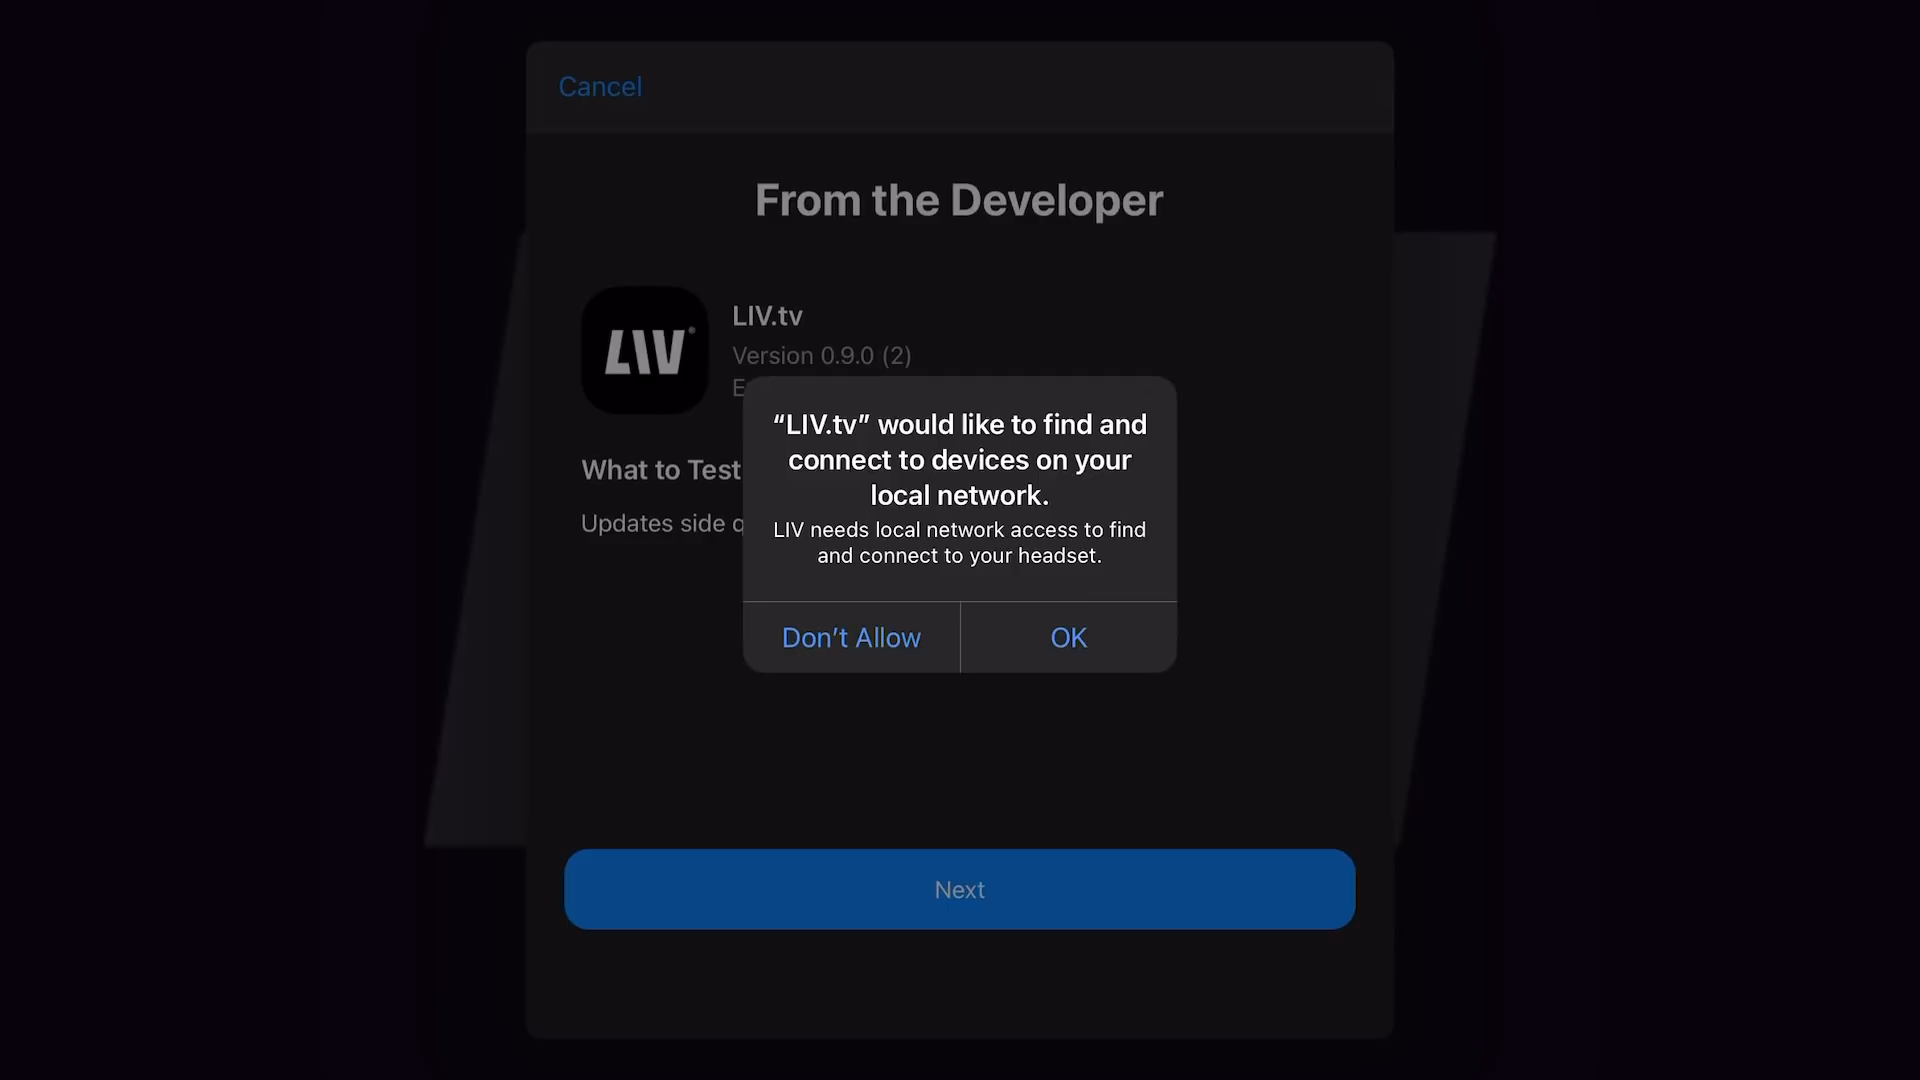 Cancel
From the Developer
LIV®
LIV.tv
Version 0.9.0 (2)
What to Test
Updates side
“LIV.tv” would like to find and
connect to devices on your
local network.
LIV needs local network access to find
and connect to your headset.
Don’t Allow
OK
Next